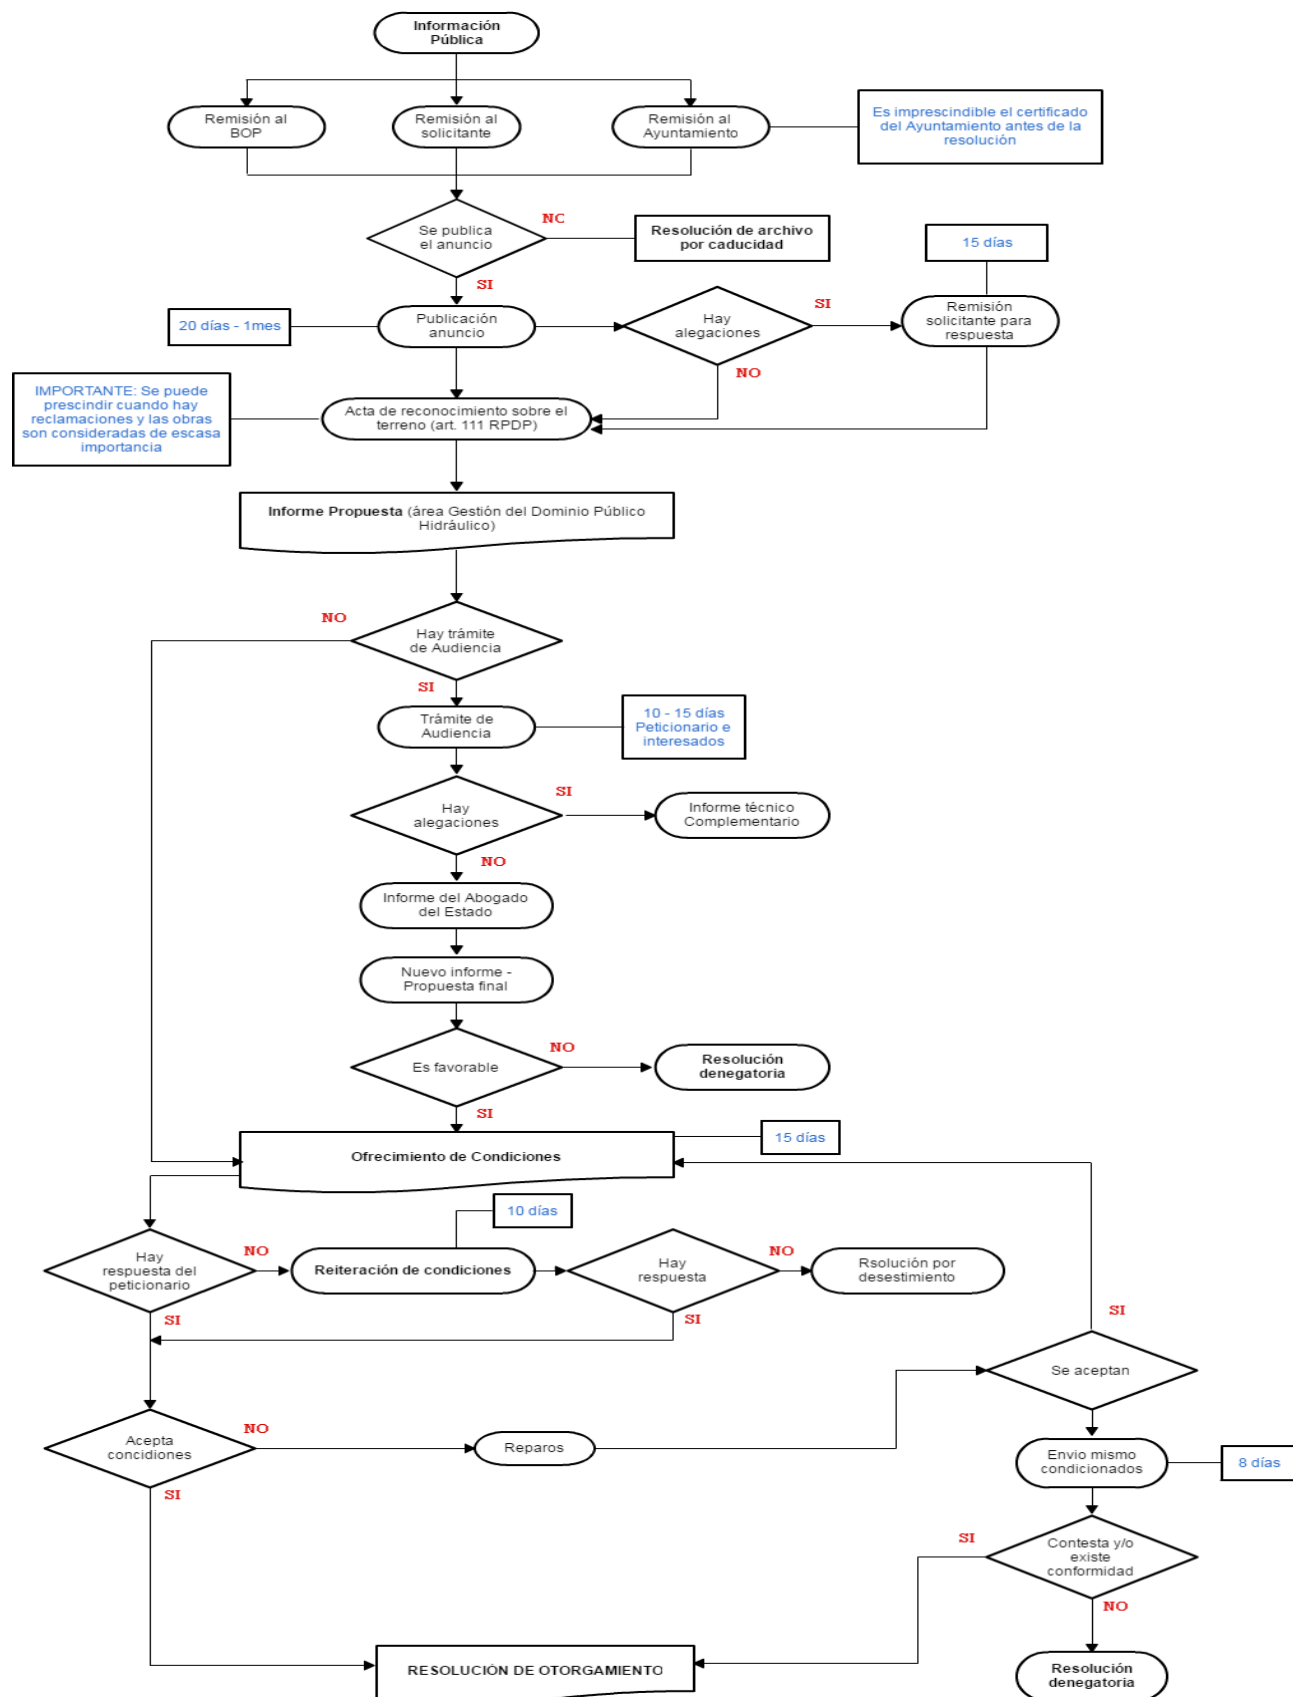 Información
Pública
Remisión al
BOP
Remisión al
solicitante
Remisión al
Ayuntamiento
Es imprescindible el certificado
del Ayuntamiento antes de la
resolución
Se publica
el anuncio
NC
Resolución de archivo
por caducidad
15 días
SI
20 días - 1mes
Publicación
anuncio
Hay
alegaciones
SI
Remisión
solicitante para
respuesta
NO
IMPORTANTE: Se puede
prescindir cuando hay
reclamaciones y las obras
son consideradas de escasa
importancia
Acta de reconocimiento sobre el
terreno (art. 111 RPDP)
Informe Propuesta (área Gestión del Dominio Público
Hidráulico)
NO
Hay trámite
de Audiencia
SI
Trámite de
Audiencia
10 - 15 días
Peticionario e
interesados
Hay
alegaciones
SI
Informe técnico
Complementario
NO
Informe del Abogado
del Estado
Nuevo informe -
Propuesta final
Es favorable
NO
Resolución
denegatoria
SI
15 días
Ofrecimiento de Condiciones
10 días
Hay
respuesta del
peticionario
NO
Reiteración de condiciones
Hay
respuesta
NO
Rsolución por
desestimiento
SI
SI
SI
Se aceptan
Acepta
concidiones
NO
Reparos
Envio mismo
condicionados
8 días
SI
SI
Contesta y/o
existe
conformidad
NO
RESOLUCIÓN DE OTORGAMIENTO
Resolución
denegatoria